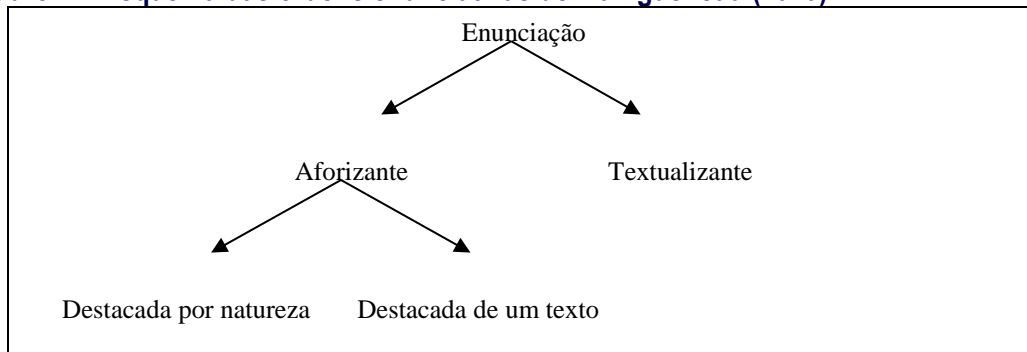 Enunciação
Aforizante Textualizante
Destacada por natureza Destacada de um texto